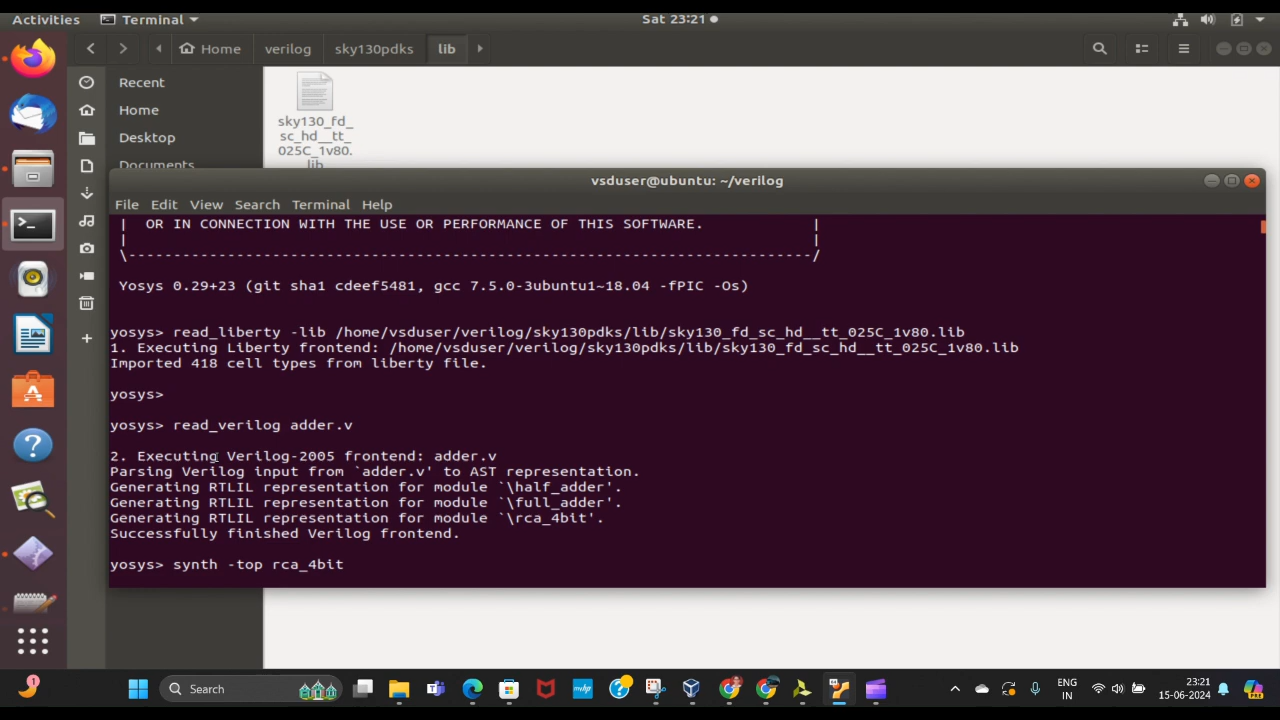 Activities Terminal Sat 23:21
Home verilog sky130pdks lib
Recent
Home
Desktop
Documents
sky130_fd_
sc_hd__tt_
025C_1v80.
lib
vsduser@ubuntu: ~/verilog
File Edit View Search Terminal Help
|  OR IN CONNECTION WITH THE USE OR PERFORMANCE OF THIS SOFTWARE.            |
|                                                                            |
\----------------------------------------------------------------------------/
Yosys 0.29+23 (git sha1 cdeef5481, gcc 7.5.0-3ubuntu1~18.04 -fPIC -Os)
yosys> read_liberty -lib /home/vsduser/verilog/sky130pdks/lib/sky130_fd_sc_hd__tt_025C_1v80.lib
1. Executing Liberty frontend: /home/vsduser/verilog/sky130pdks/lib/sky130_fd_sc_hd__tt_025C_1v80.lib
Imported 418 cell types from liberty file.
yosys>
yosys> read_verilog adder.v
2. Executing Verilog-2005 frontend: adder.v
Parsing Verilog input from `adder.v' to AST representation.
Generating RTLIL representation for module `\half_adder'.
Generating RTLIL representation for module `\full_adder'.
Generating RTLIL representation for module `\rca_4bit'.
Successfully finished Verilog frontend.
yosys> synth -top rca_4bit
1
Search
mhp
ENG
IN
23:21
15-06-2024
PRE